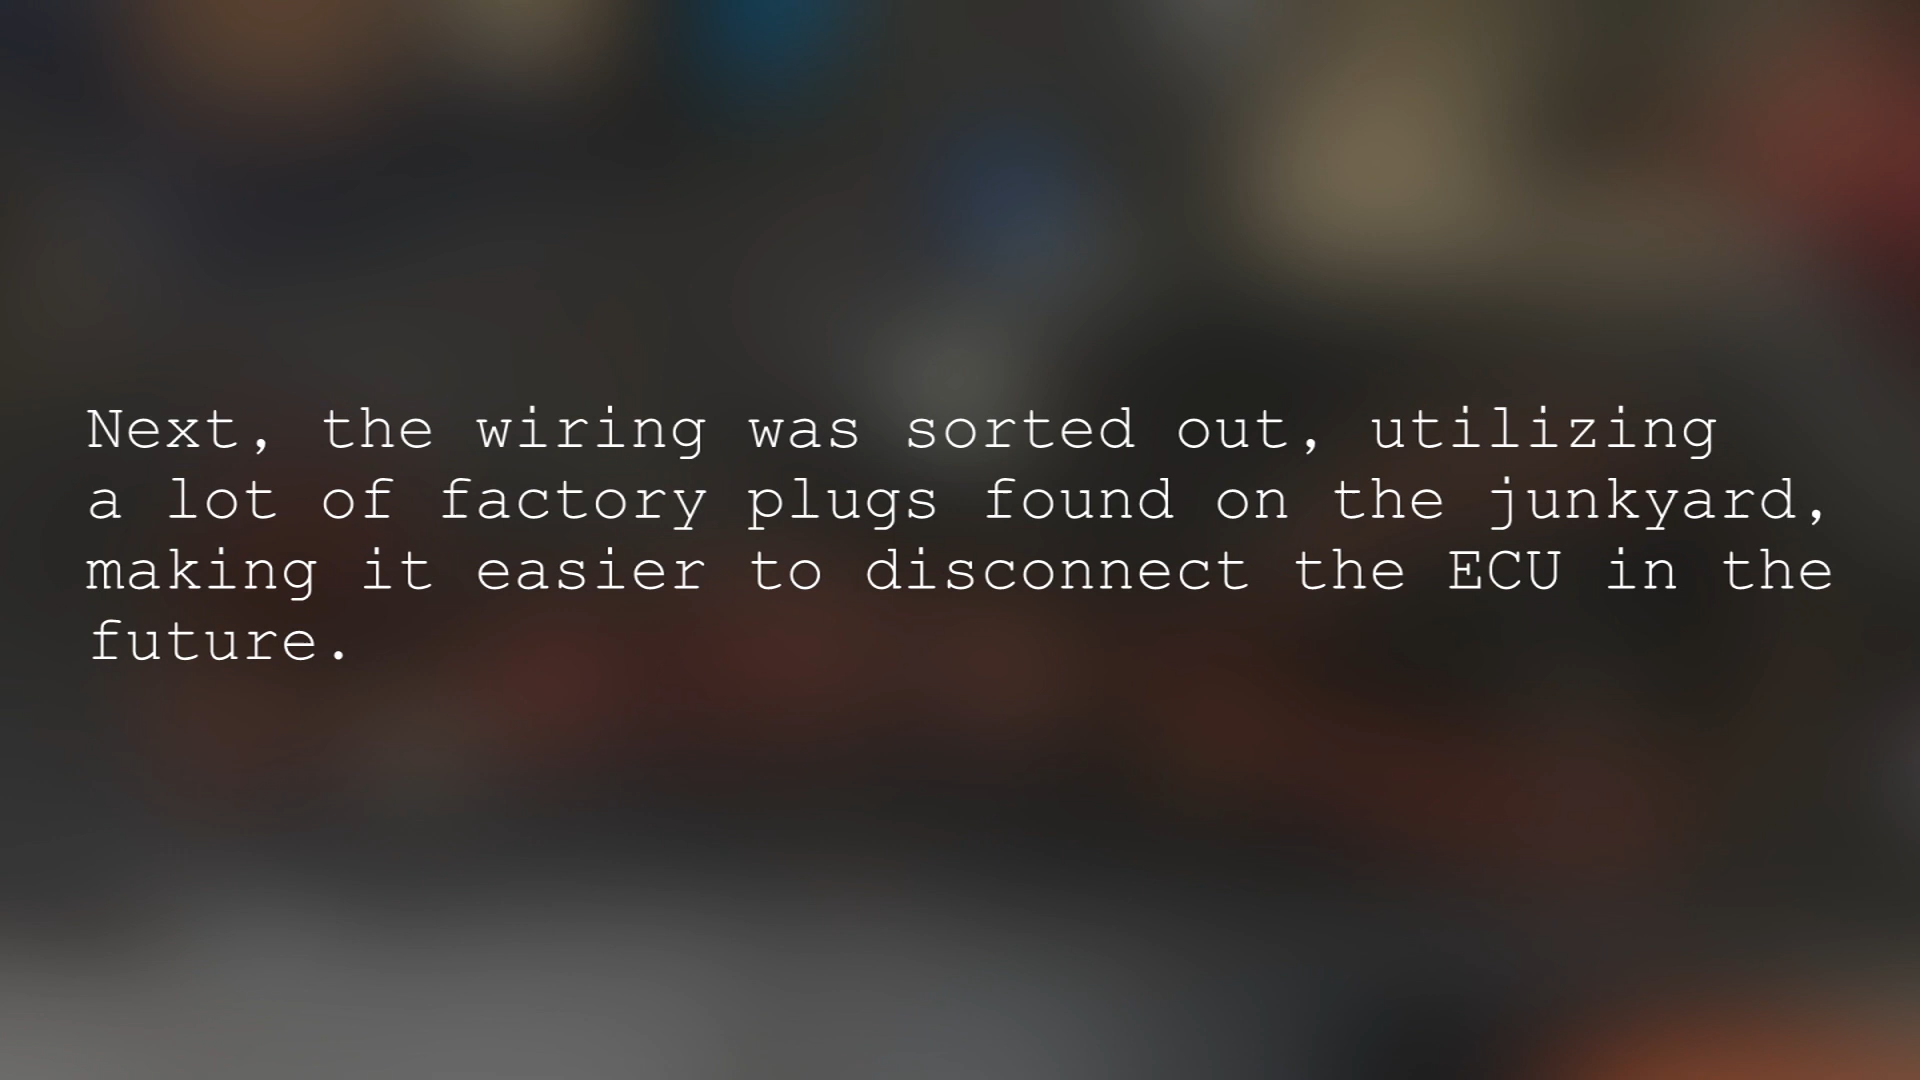 Next, the wiring was sorted out, utilizing
a lot of factory plugs found on the junkyard,
making it easier to disconnect the ECU in the
future.